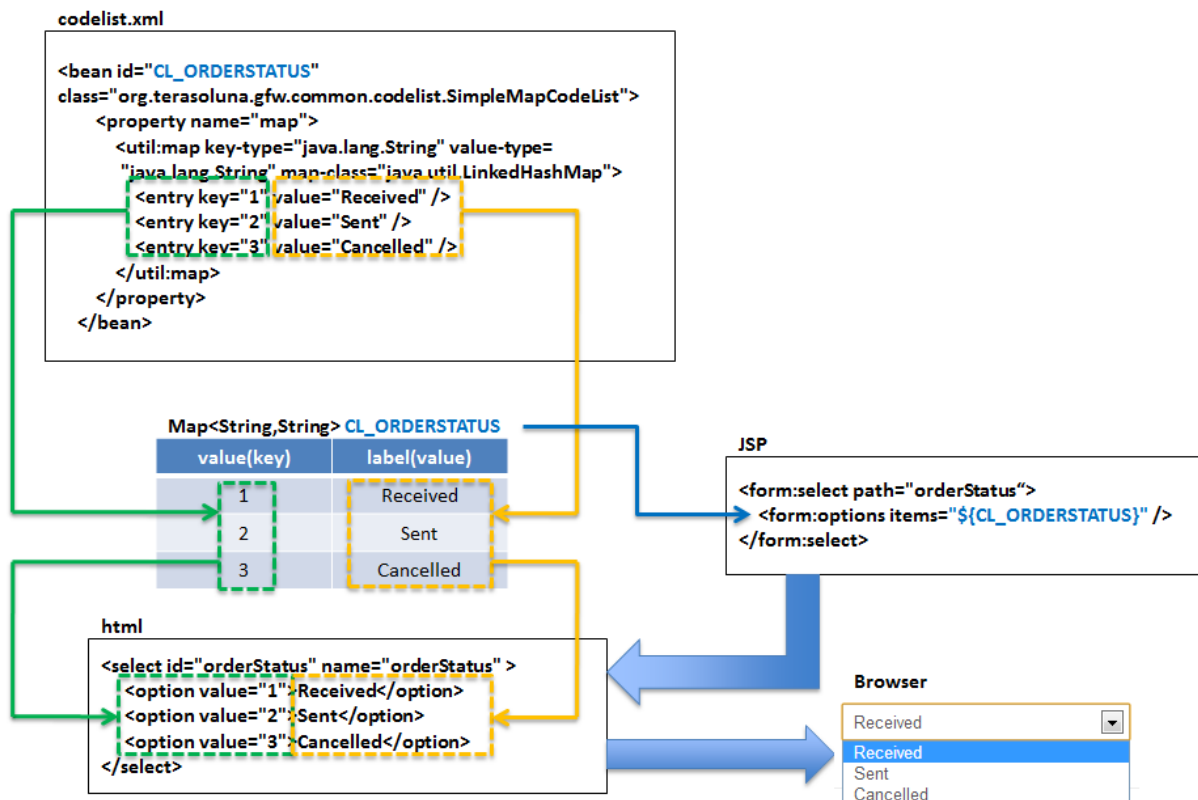 codelist.xml
<bean id="CL_ORDERSTATUS"
class="org.terasoluna.gfw.common.codelist.SimpleMapCodeList">
<property name="map">
<util:map key-type="java.lang.String" value-type=
"java.lang.String" map-class="java.util.LinkedHashMap">
<entry key="1" value="Received" />
<entry key="2" value="Sent" />
<entry key="3" value="Cancelled" />
</util:map>
</property>
</bean>
Map<String,String> CL_ORDERSTATUS
value(key) label(value)
1 Received
2 Sent
3 Cancelled
JSP
<form:select path="orderStatus“>
<form:options items="${CL_ORDERSTATUS}" />
</form:select>
html
<select id="orderStatus" name="orderStatus" >
<option value="1">Received</option>
<option value="2">Sent</option>
<option value="3">Cancelled</option>
</select>
Browser
Received
Received
Sent
Cancelled